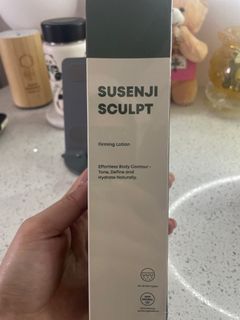 SUSENJI
SCULPT
Firming Lotion
Effortless Body Contour -
Tone, Define and
Hydrate Naturally.